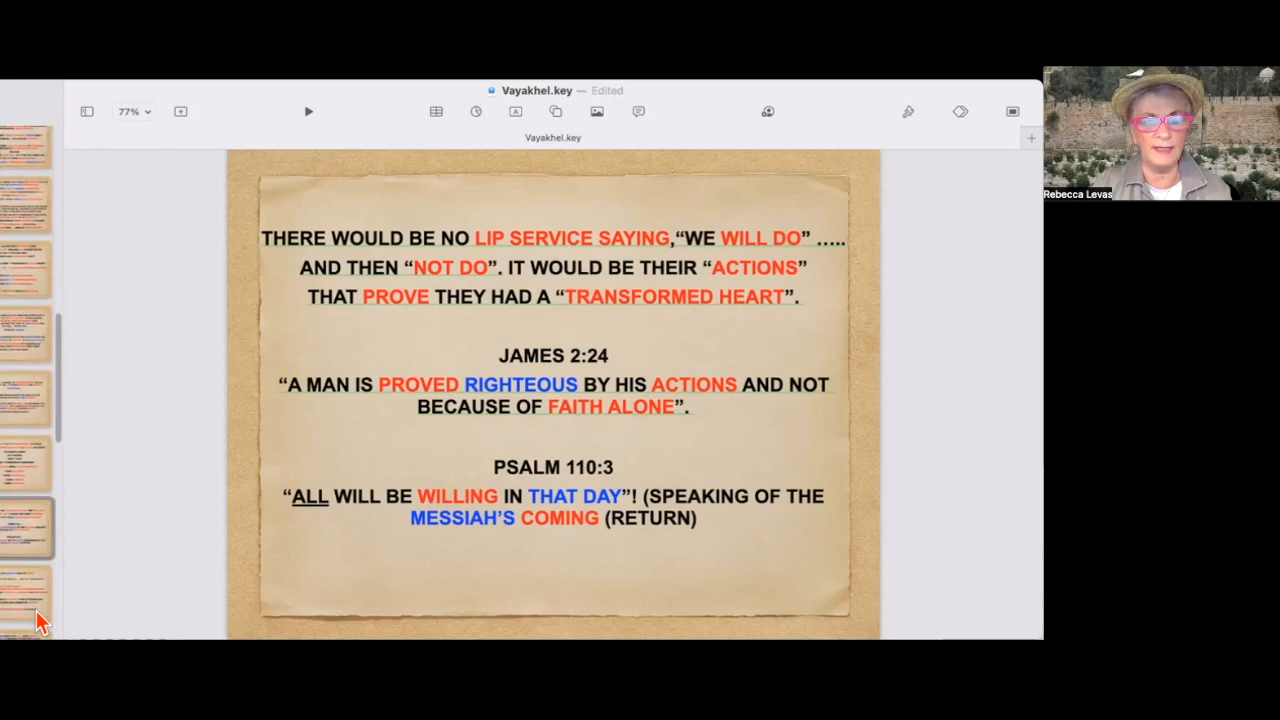 Vayakhel.key — Edited
77%
Vayakhel.key
THERE WOULD BE NO LIP SERVICE SAYING,“WE WILL DO” …..
AND THEN “NOT DO”. IT WOULD BE THEIR “ACTIONS”
THAT PROVE THEY HAD A “TRANSFORMED HEART”.
JAMES 2:24
“A MAN IS PROVED RIGHTEOUS BY HIS ACTIONS AND NOT
BECAUSE OF FAITH ALONE”.
PSALM 110:3
“ALL WILL BE WILLING IN THAT DAY”! (SPEAKING OF THE
MESSIAH’S COMING (RETURN)
Rebecca Levas